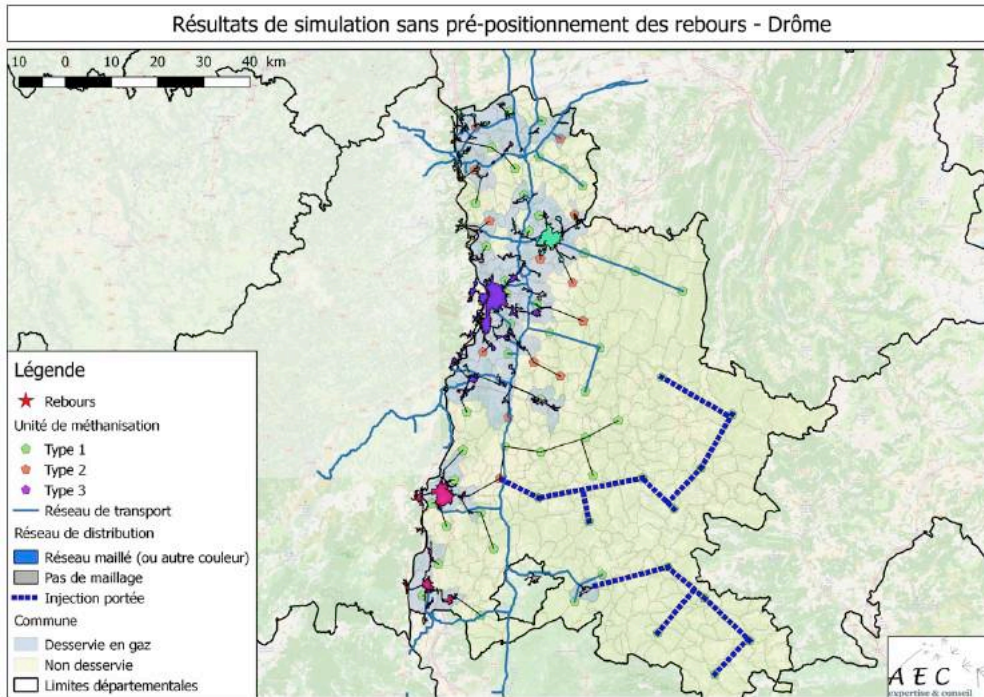 Résultats de simulation sans pré-positionnement des rebours - Drôme
10 0 10 20 30 40 km
Légende
Rebours
Unité de méthanisation
Type 1
Type 2
Type 3
Réseau de transport
Réseau de distribution
Réseau maillé (ou autre couleur)
Pas de maillage
Injection portée
Commune
Desservie en gaz
Non desservie
Limites départementales
AEC
expertise & conseil